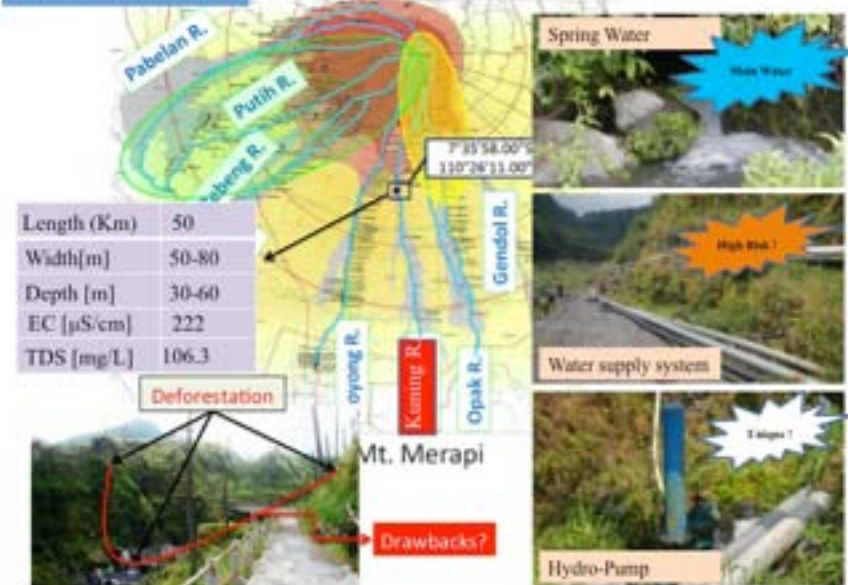 Pabelan R.
Putih R.
ebeng R.
7°35'58.00"S
110°26'11.00"
Gendol R.
Length (Km) 50
Width[m] 50-80
Depth [m] 30-60
EC [µS/cm] 222
TDS [mg/L] 106.3
oyong R.
Kuning R.
Opak R.
Mt. Merapi
Deforestation
Drawbacks?
Spring Water
Main Water
High Risk ?
Water supply system
Unique ?
Hydro-Pump